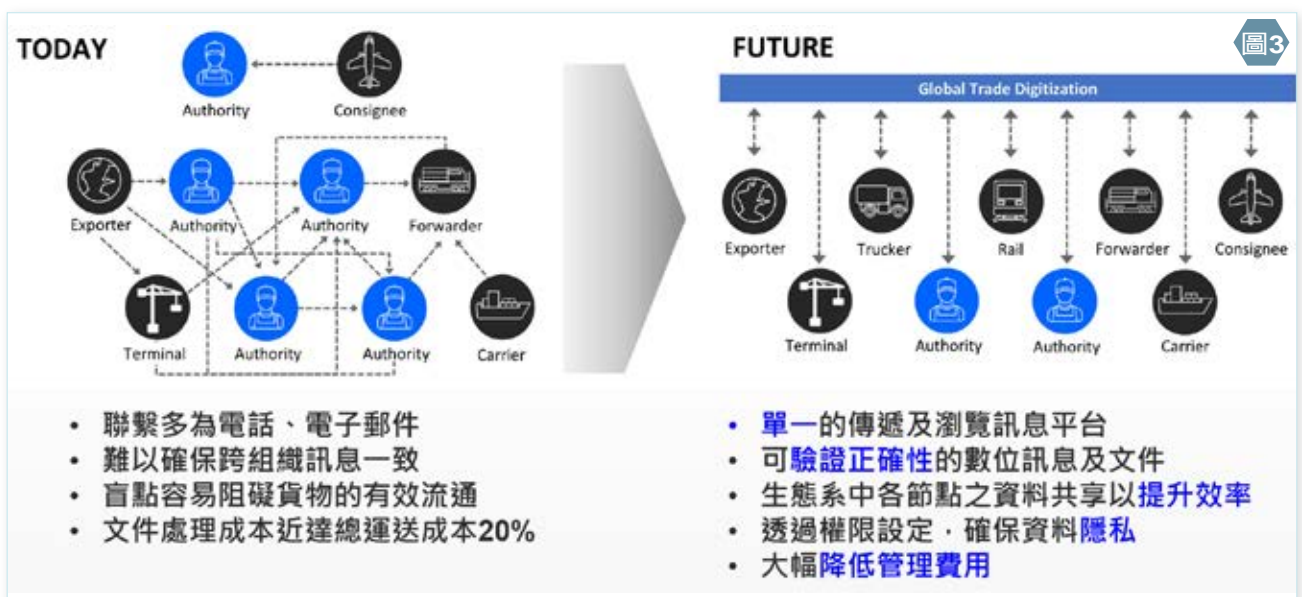 TODAY
Authority
Consignee
Exporter
Authority
Authority
Forwarder
Terminal
Authority
Authority
Carrier
• 聯繫多為電話、電子郵件
• 難以確保跨組織訊息一致
• 盲點容易阻礙貨物的有效流通
• 文件處理成本近達總運送成本20%
FUTURE
圖3
Global Trade Digitization
Exporter
Trucker
Rail
Forwarder
Consignee
Terminal
Authority
Authority
Carrier
• 單一的傳遞及瀏覽訊息平台
• 可驗證正確性的數位訊息及文件
• 生態系中各節點之資料共享以提升效率
• 透過權限設定，確保資料隱私
• 大幅降低管理費用